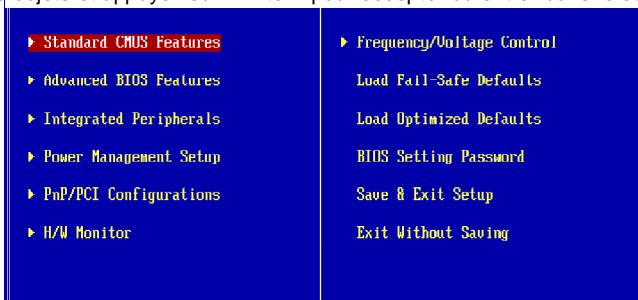 Standard CMOS Features
Advanced BIOS Features
Integrated Peripherals
Power Management Setup
PnP/PCI Configurations
H/W Monitor
Frequency/Voltage Control
Load Fail-Safe Defaults
Load Optimized Defaults
BIOS Setting Password
Save & Exit Setup
Exit Without Saving